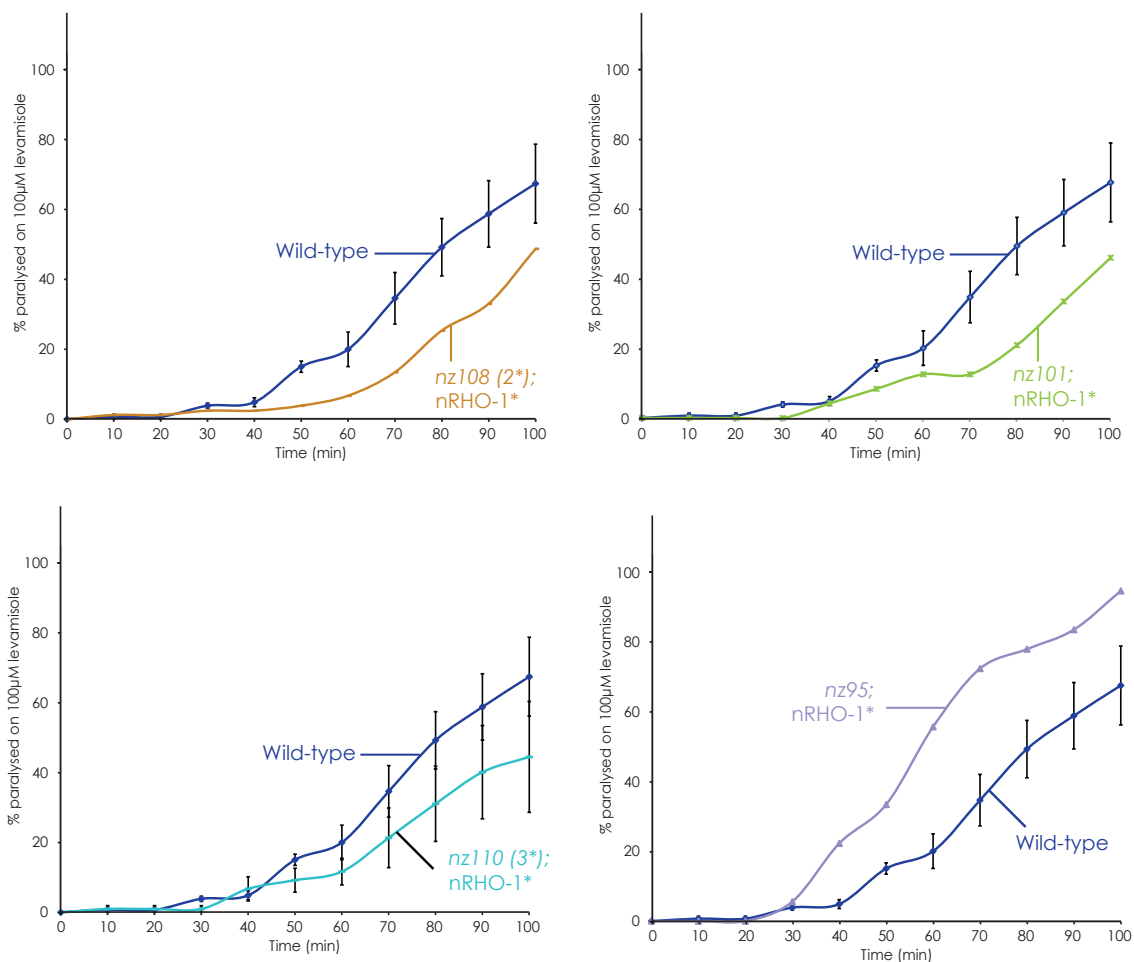 % paralysed on 100µM levamisole
100
80
60
40
20
0
Wild-type
nz108 (2*);
nRHO-1*
0 10 20 30 40 50 60 70 80 90 100
Time (min)
% paralysed on 100µM levamisole
100
80
60
40
20
0
Wild-type
nz101;
nRHO-1*
0 10 20 30 40 50 60 70 80 90 100
Time (min)
% paralysed on 100µM levamisole
100
80
60
40
20
0
Wild-type
nz110 (3*);
nRHO-1*
0 10 20 30 40 50 60 70 80 90 100
Time (min)
% paralysed on 100µM levamisole
100
80
60
40
20
0
nz95;
nRHO-1*
Wild-type
0 10 20 30 40 50 60 70 80 90 100
Time (min)